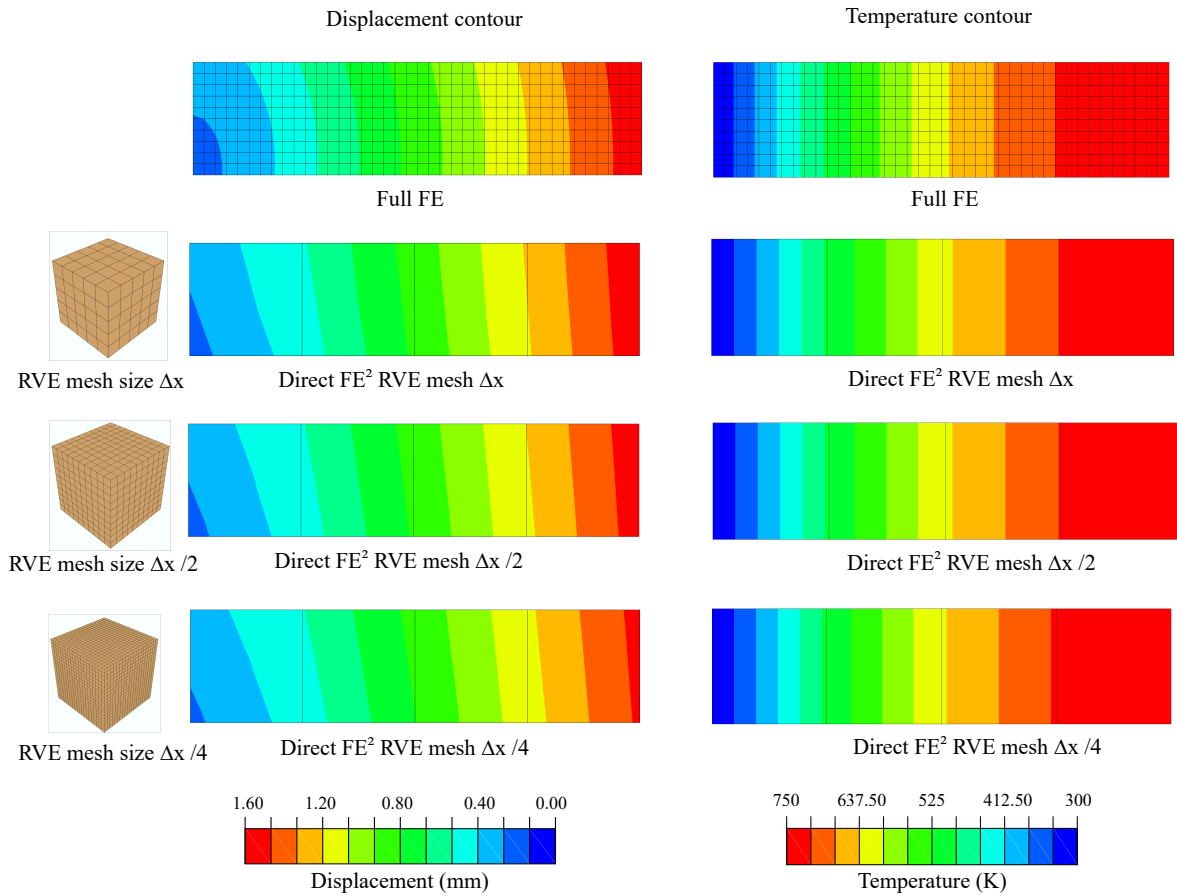 Displacement contour
Temperature contour
Full FE
Full FE
RVE mesh size Δx
Direct FE² RVE mesh Δx
Direct FE² RVE mesh Δx
RVE mesh size Δx /2
Direct FE² RVE mesh Δx /2
Direct FE² RVE mesh Δx /2
RVE mesh size Δx /4
Direct FE² RVE mesh Δx /4
Direct FE² RVE mesh Δx /4
1.60 1.20 0.80 0.40 0.00
Displacement (mm)
750 637.50 525 412.50 300
Temperature (K)